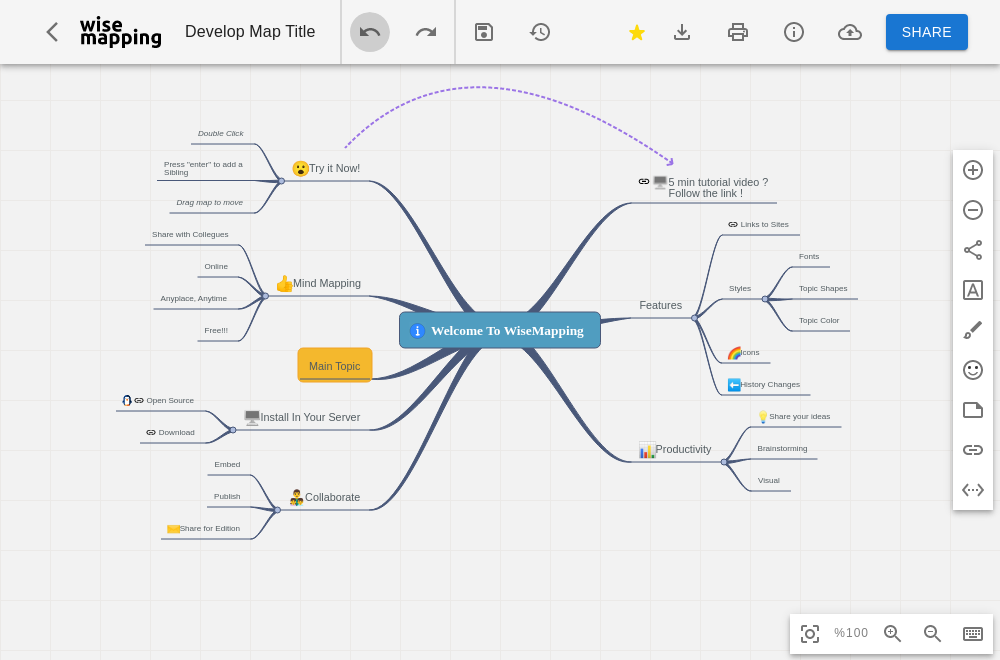 wise
mapping
Develop Map Title
SHARE
Double Click
Press "enter" to add a
Sibling
Drag map to move
😮Try it Now!
Share with Collegues
Online
Anyplace, Anytime
Free!!!
👍Mind Mapping
Main Topic
Open Source
Download
Install In Your Server
Embed
Publish
Share for Edition
Collaborate
Welcome To WiseMapping
5 min tutorial video ?
Follow the link !
Features
Links to Sites
Styles
Fonts
Topic Shapes
Topic Color
Icons
History Changes
Productivity
Share your ideas
Brainstorming
Visual
%100